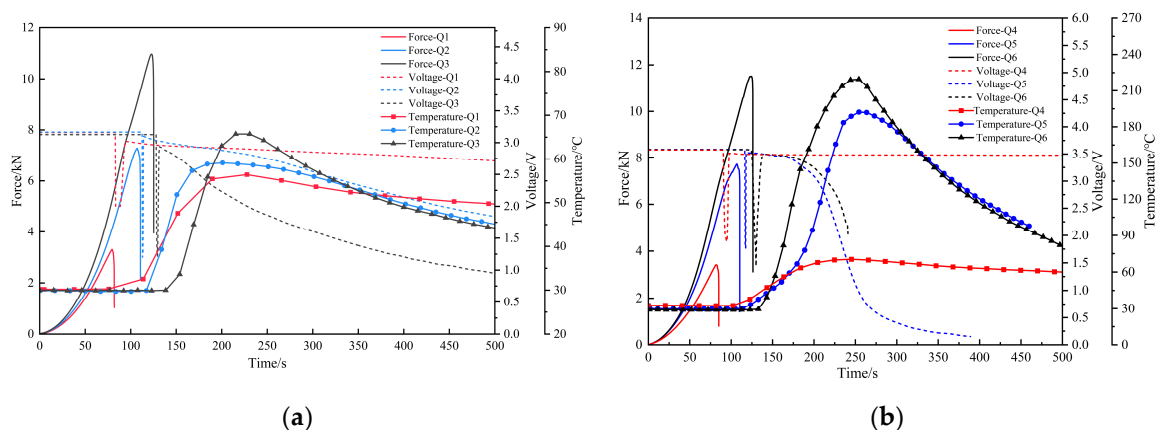 12
10
8
6
4
2
0
Force/kN
0
50
100
150
200
250
300
350
400
450
500
Time/s
Force-Q1
Force-Q2
Force-Q3
Voltage-Q1
Voltage-Q2
Voltage-Q3
Temperature-Q1
Temperature-Q2
Temperature-Q3
4.5
4.0
3.5
3.0
2.5
2.0
1.5
1.0
0.5
0.0
Voltage/V
90
80
70
60
50
40
30
20
Temperature/°C
(a)
14
12
10
8
6
4
2
0
Force/kN
0
50
100
150
200
250
300
350
400
450
500
Time/s
Force-Q4
Force-Q5
Force-Q6
Voltage-Q4
Voltage-Q5
Voltage-Q6
Temperature-Q4
Temperature-Q5
Temperature-Q6
6.0
5.5
5.0
4.5
4.0
3.5
3.0
2.5
2.0
1.5
1.0
0.5
0.0
Voltage/V
270
240
210
180
150
120
90
60
30
0
Temperature/°C
(b)